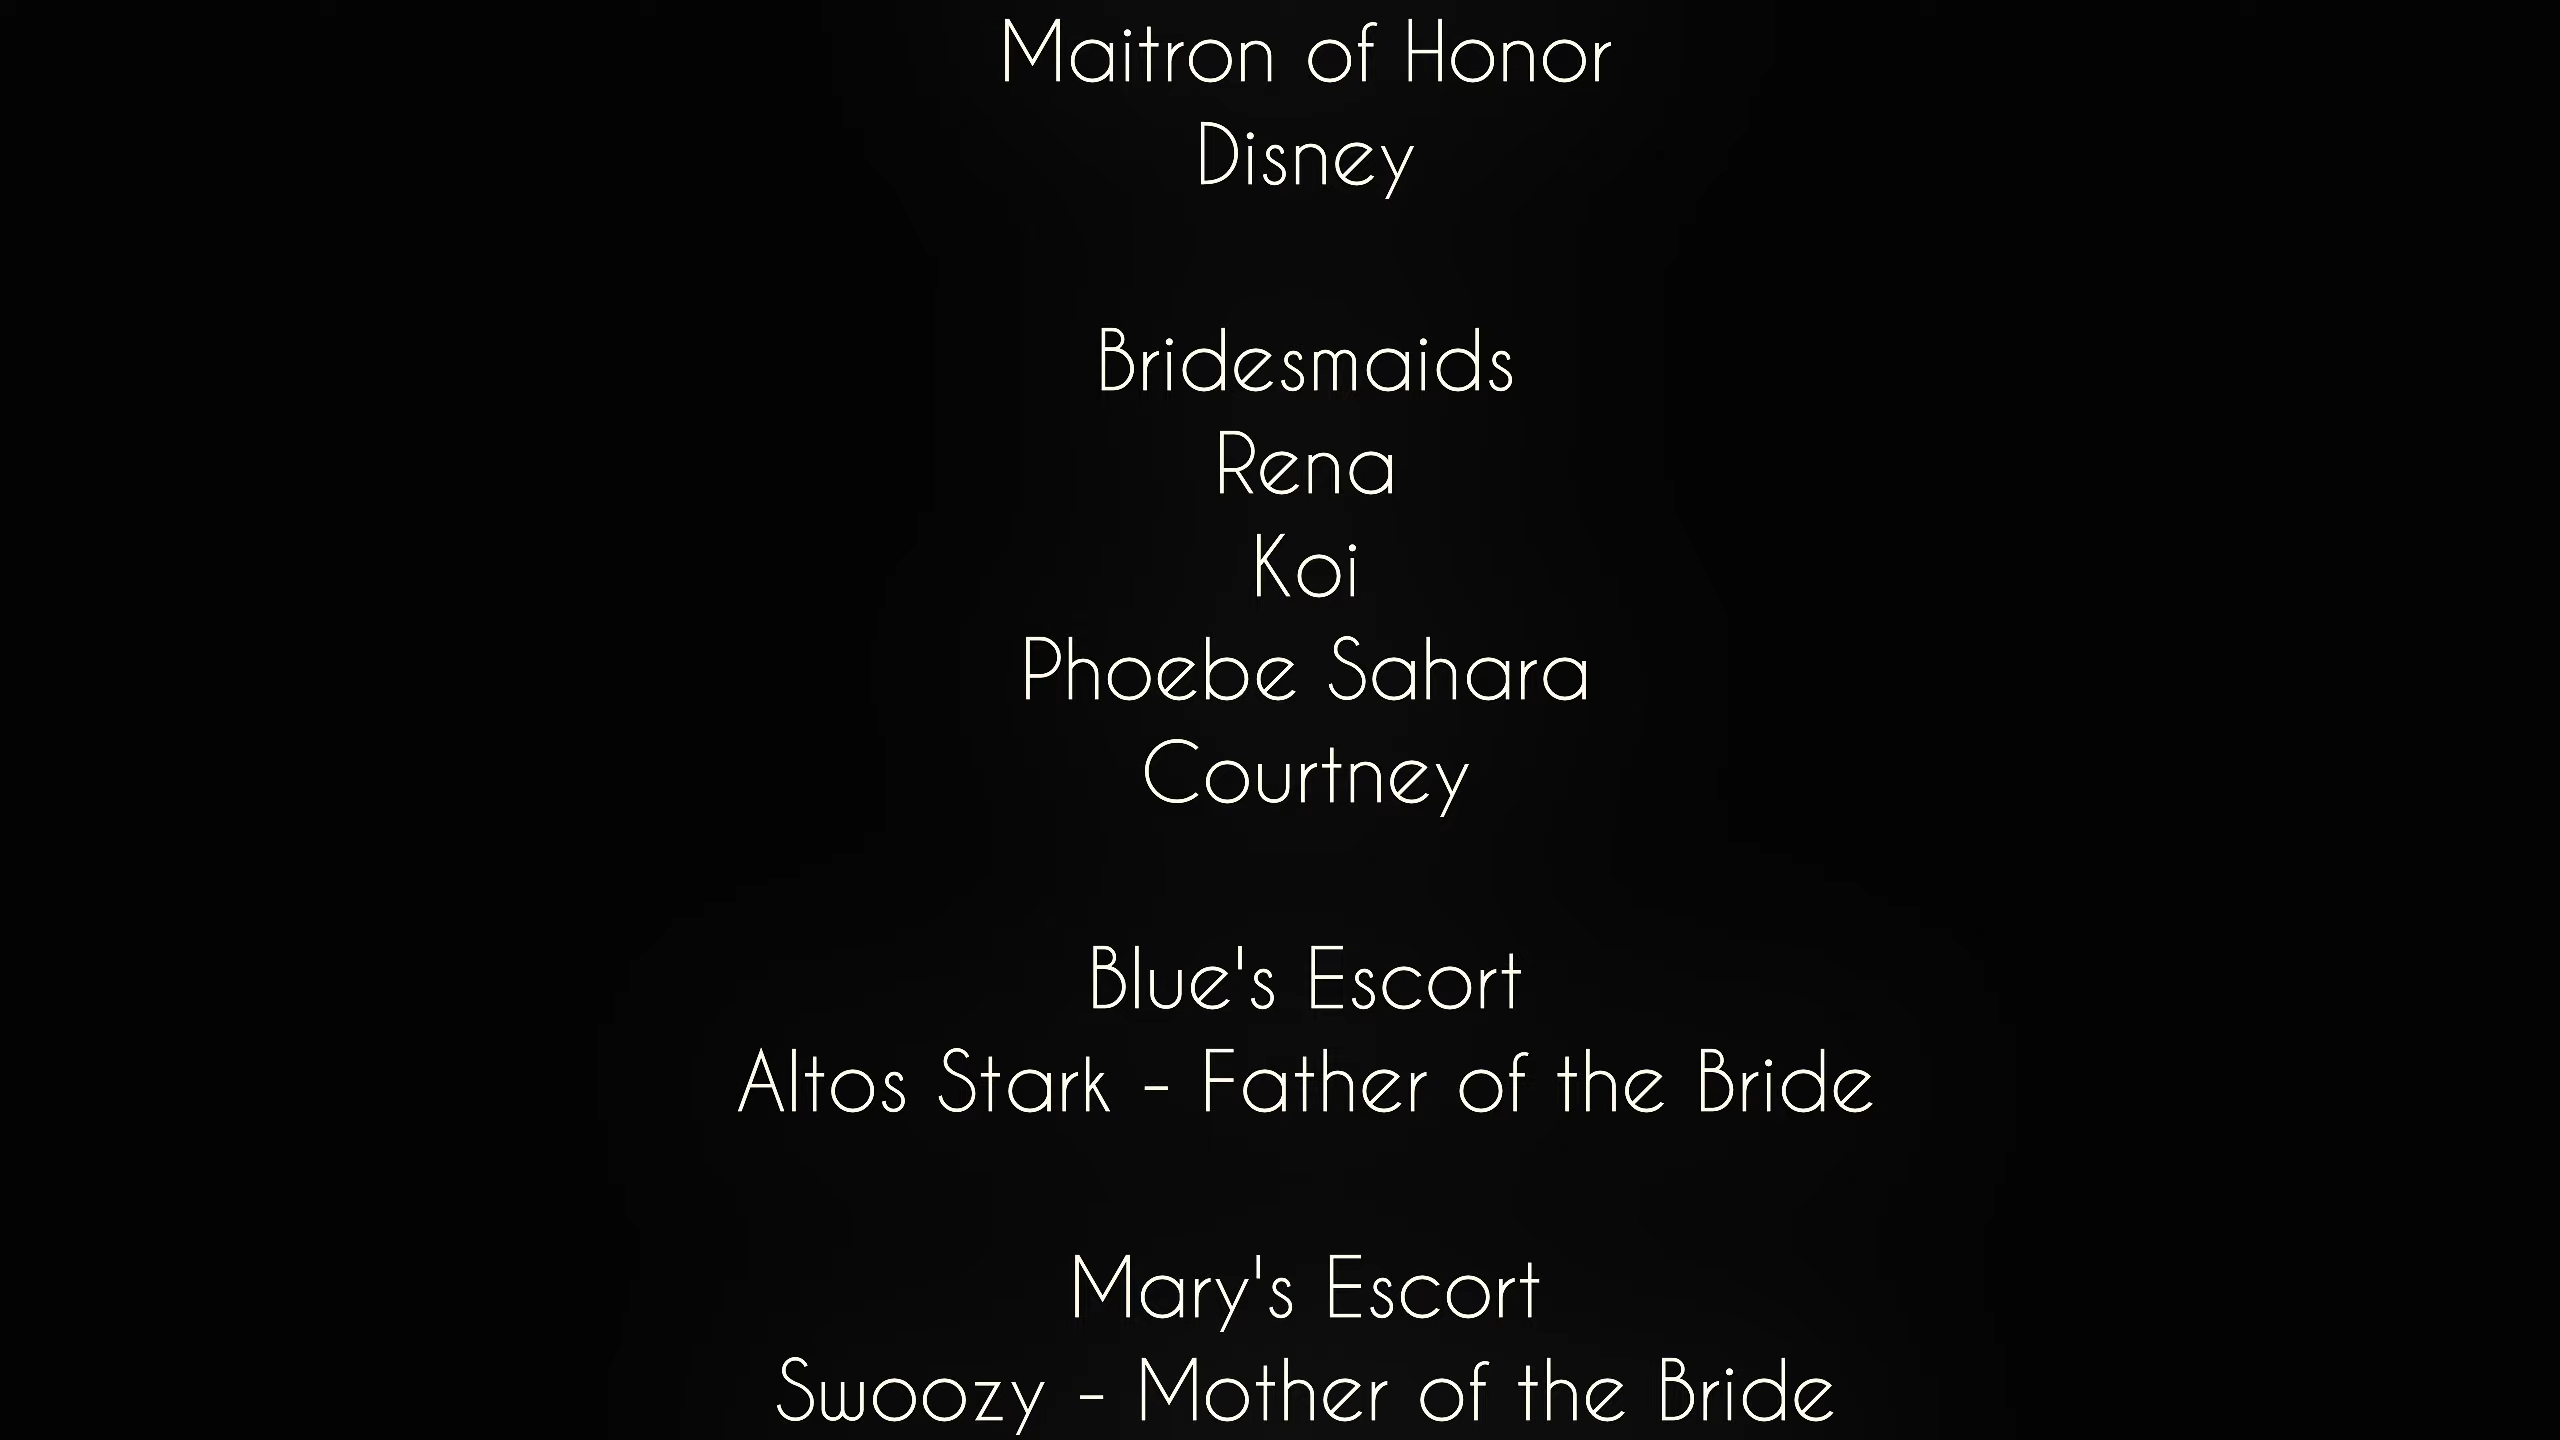 Maitron of Honor
Disney
Bridesmaids
Rena
Koi
Phoebe Sahara
Courtney
Blue's Escort
Altos Stark - Father of the Bride
Mary's Escort
Swoozy - Mother of the Bride